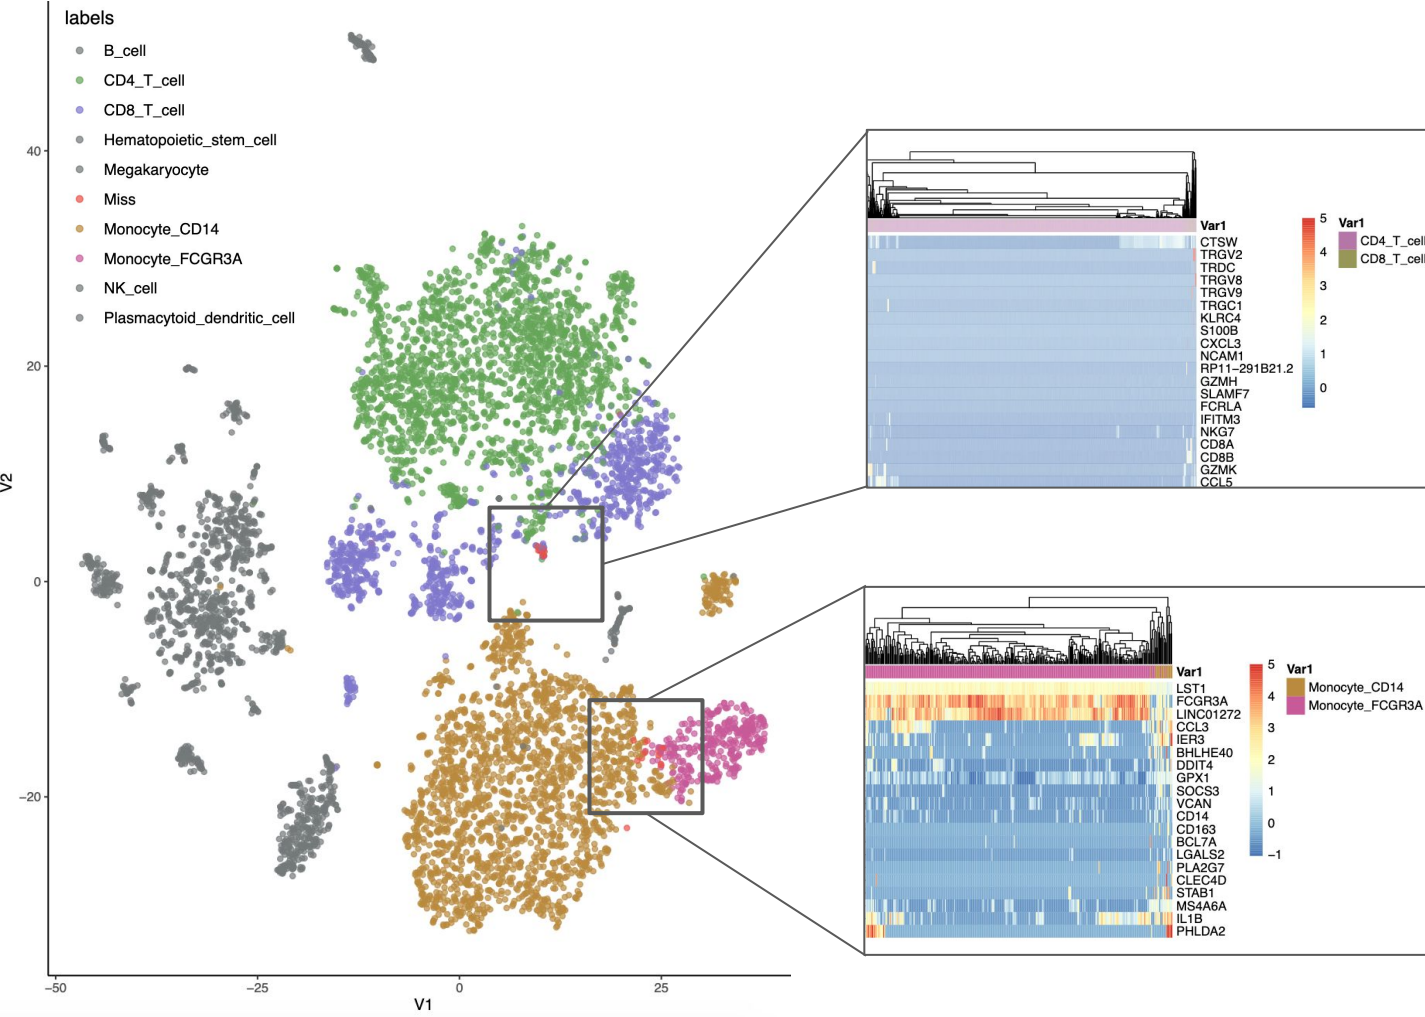 labels
B_cell
CD4_T_cell
CD8_T_cell
Hematopoietic_stem_cell
Megakaryocyte
Miss
Monocyte_CD14
Monocyte_FCGR3A
NK_cell
Plasmacytoid_dendritic_cell
40
20
0
−20
V2
−50
−25
0
25
V1
Var1
CTSW
TRGV2
TRDC
TRGV8
TRGV9
TRGC1
KLRC4
S100B
CXCL3
NCAM1
RP11−291B21.2
GZMH
SLAMF7
FCRLA
IFITM3
NKG7
CD8A
CD8B
GZMK
CCL5
5
4
3
2
1
0
Var1
CD4_T_cell
CD8_T_cell
Var1
LST1
FCGR3A
LINC01272
CCL3
IER3
BHLHE40
DDIT4
GPX1
SOCS3
VCAN
CD14
CD163
BCL7A
LGALS2
PLA2G7
CLEC4D
STAB1
MS4A6A
IL1B
PHLDA2
5
4
3
2
1
0
−1
Var1
Monocyte_CD14
Monocyte_FCGR3A